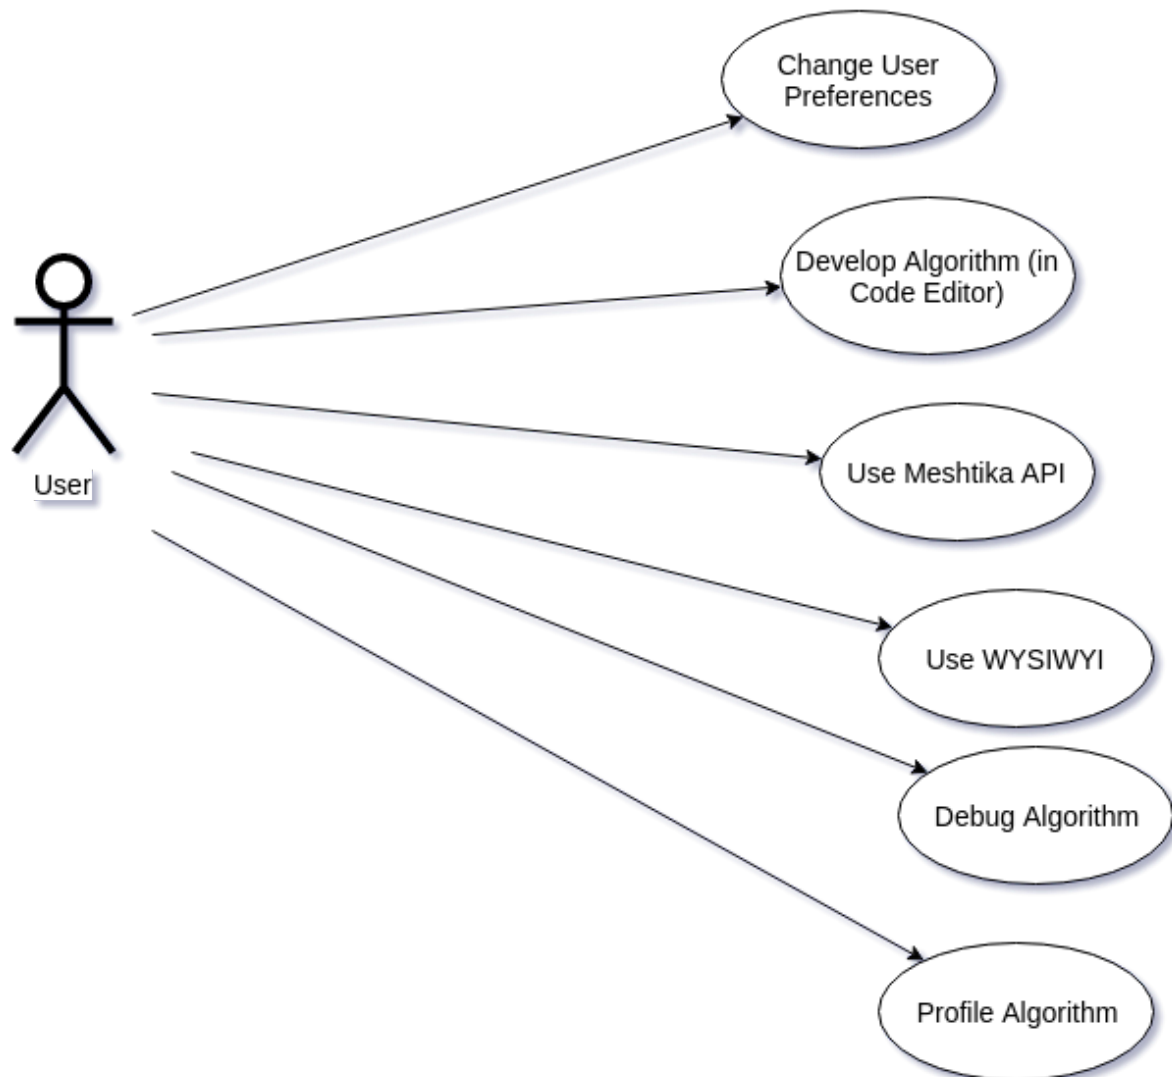 Change User
Preferences
Develop Algorithm (in
Code Editor)
User
Use Meshtika API
Use WYSIWYI
Debug Algorithm
Profile Algorithm